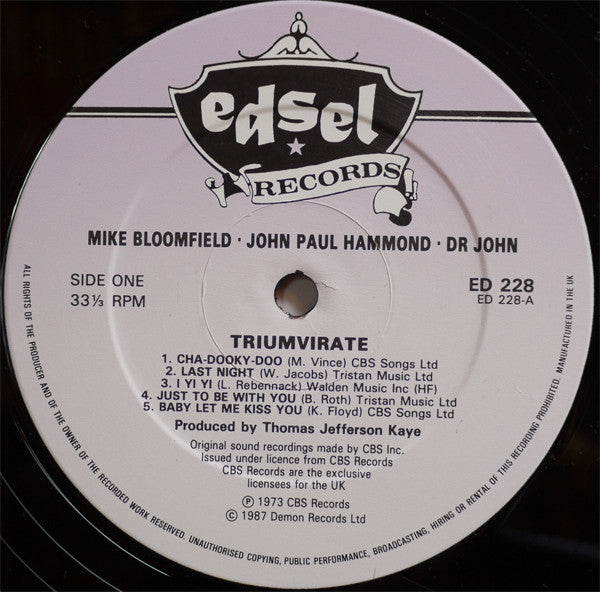 edsel
RECORDS
MIKE BLOOMFIELD · JOHN PAUL HAMMOND · DR JOHN
SIDE ONE
33⅓ RPM
ED 228
ED 228-A
TRIUMVIRATE
1. CHA-DOOKY-DOO (M. Vince) CBS Songs Ltd
2. LAST NIGHT (W. Jacobs) Tristan Music Ltd
3. I YI YI (L. Rebennack) Walden Music Inc (HF)
4. JUST TO BE WITH YOU (B. Roth) Tristan Music Ltd
5. BABY LET ME KISS YOU (K. Floyd) CBS Songs Ltd
Produced by Thomas Jefferson Kaye
Original sound recordings made by CBS Inc.
Issued under licence from CBS Records
CBS Records are the exclusive
licensees for the UK
℗ 1973 CBS Records
© 1987 Demon Records Ltd
ALL RIGHTS OF THE PRODUCER AND OF THE OWNER OF THE RECORDED WORK RESERVED. UNAUTHORISED COPYING, PUBLIC PERFORMANCE, BROADCASTING, HIRING OR RENTAL OF THIS RECORDING PROHIBITED. MANUFACTURED IN THE UK